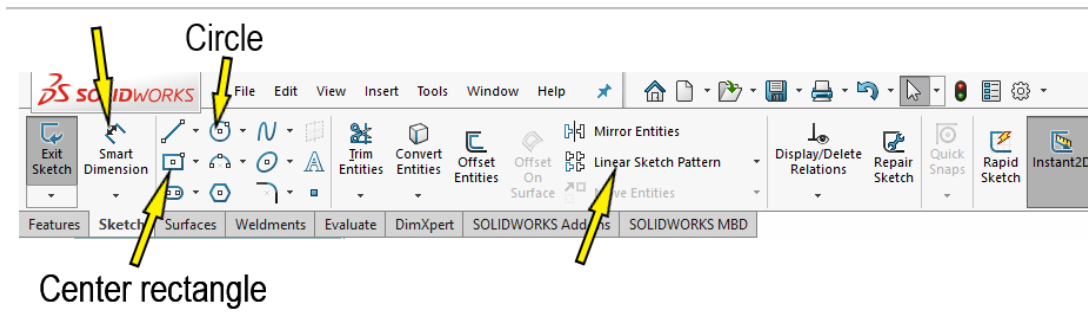 Circle
SOLIDWORKS File Edit View Insert Tools Window Help
Exit Sketch
Smart Dimension
Trim Entities
Convert Entities
Offset Entities
Offset On Surface
Mirror Entities
Linear Sketch Pattern
Move Entities
Display/Delete Relations
Repair Sketch
Quick Snaps
Rapid Sketch
Instant2D
Features Sketch Surfaces Weldments Evaluate DimXpert SOLIDWORKS Add-Ins SOLIDWORKS MBD
Center rectangle